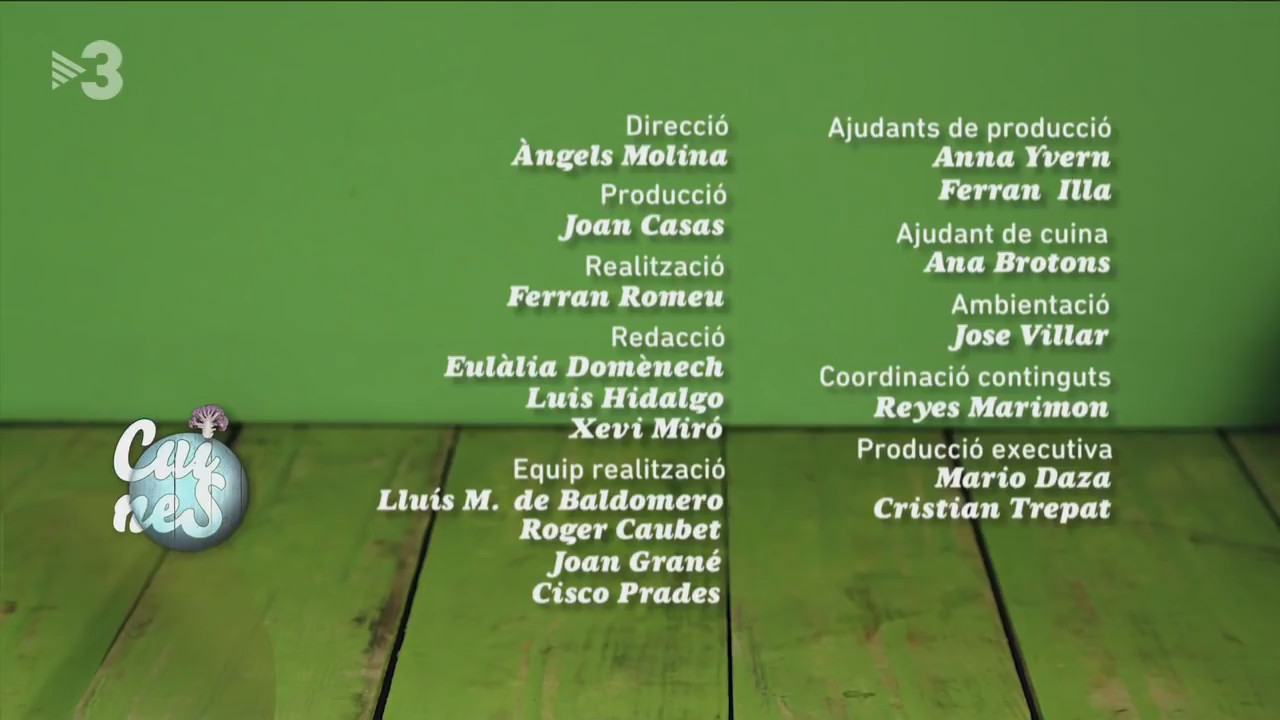 3
Direcció
Àngels Molina
Producció
Joan Casas
Realització
Ferran Romeu
Redacció
Eulàlia Domènech
Luis Hidalgo
Xevi Miró
Equip realització
Lluís M. de Baldomero
Roger Caubet
Joan Grané
Cisco Prades
Ajudants de producció
Anna Yvern
Ferran Illa
Ajudant de cuina
Ana Brotons
Ambientació
Jose Villar
Coordinació continguts
Reyes Marimon
Producció executiva
Mario Daza
Cristian Trepat
Cui
nes